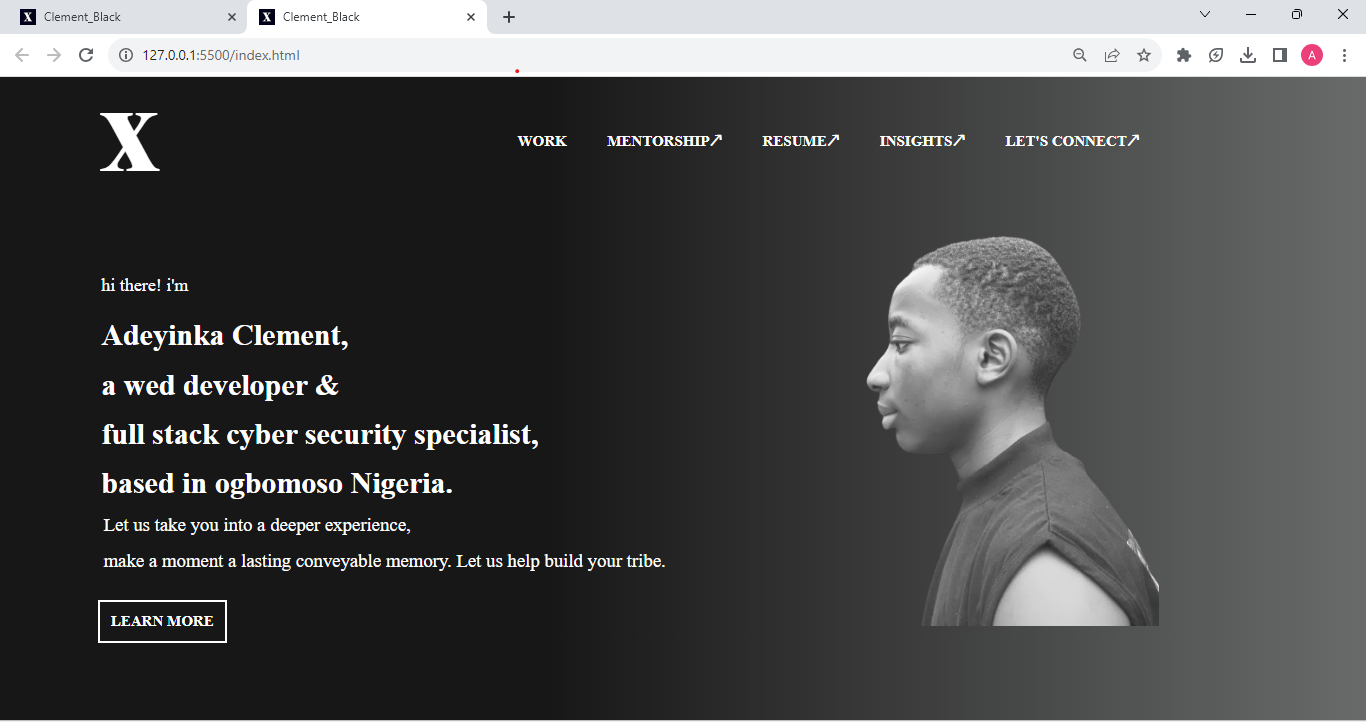 X Clement_Black
X Clement_Black
127.0.0.1:5500/index.html
A
X
WORK MENTORSHIP↗ RESUME↗ INSIGHTS↗ LET'S CONNECT↗
hi there! i'm
Adeyinka Clement,
a wed developer &
full stack cyber security specialist,
based in ogbomoso Nigeria.
Let us take you into a deeper experience,
make a moment a lasting conveyable memory. Let us help build your tribe.
LEARN MORE